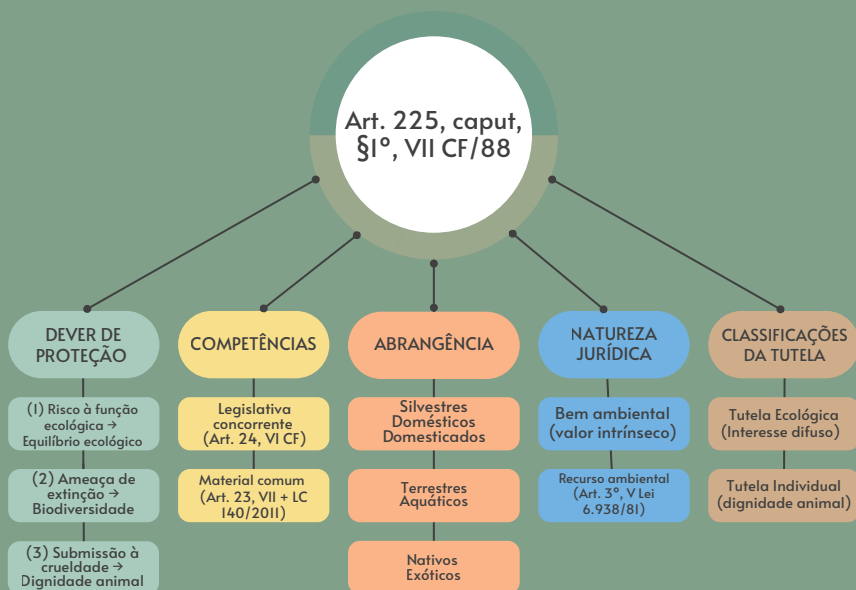 Art. 225, caput,
§1º, VII CF/88
DEVER DE
PROTEÇÃO
(1) Risco à função
ecológica →
Equilíbrio ecológico
(2) Ameaça de
extinção →
Biodiversidade
(3) Submissão à
crueldade →
Dignidade animal
COMPETÊNCIAS
Legislativa
concorrente
(Art. 24, VI CF)
Material comum
(Art. 23, VII + LC
140/2011)
ABRANGÊNCIA
Silvestres
Domésticos
Domesticados
Terrestres
Aquáticos
Nativos
Exóticos
NATUREZA
JURÍDICA
Bem ambiental
(valor intrínseco)
Recurso ambiental
(Art. 3º, V Lei
6.938/81)
CLASSIFICAÇÕES
DA TUTELA
Tutela Ecológica
(Interesse difuso)
Tutela Individual
(dignidade animal)